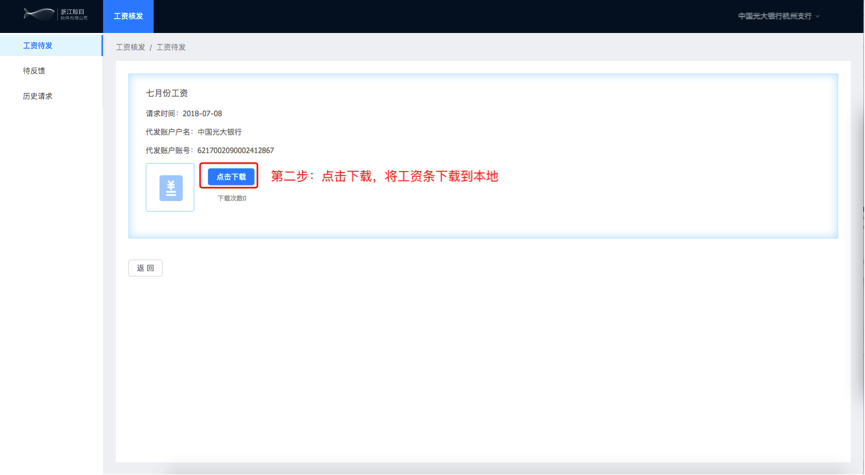 浙江知日
软件有限公司
工资核发
中国光大银行杭州支行
工资待发
待反馈
历史请求
工资核发 / 工资待发
七月份工资
请求时间：2018-07-08
代发账户户名：中国光大银行
代发账户账号：6217002090002412867
点击下载
第二步：点击下载，将工资条下载到本地
下载次数0
返 回